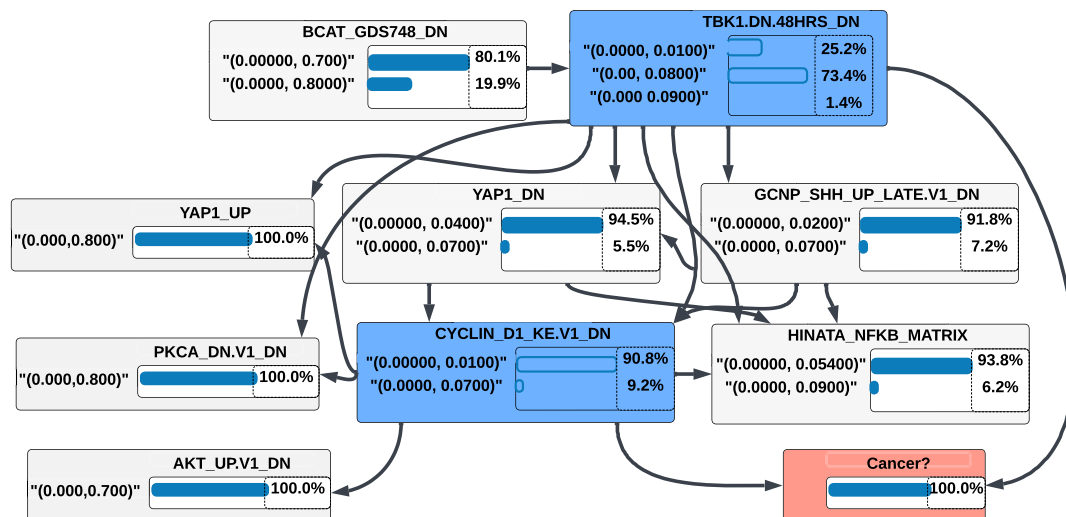 BCAT_GDS748_DN
"(0.00000, 0.700)" 80.1%
"(0.0000, 0.8000)" 19.9%
TBK1.DN.48HRS_DN
"(0.0000, 0.0100)" 25.2%
"(0.00, 0.0800)" 73.4%
"(0.000 0.0900)" 1.4%
YAP1_UP
"(0.000,0.800)" 100.0%
YAP1_DN
"(0.00000, 0.0400)" 94.5%
"(0.0000, 0.0700)" 5.5%
GCNP_SHH_UP_LATE.V1_DN
"(0.00000, 0.0200)" 91.8%
"(0.0000, 0.0700)" 7.2%
PKCA_DN.V1_DN
"(0.000,0.800)" 100.0%
CYCLIN_D1_KE.V1_DN
"(0.00000, 0.0100)" 90.8%
"(0.0000, 0.0700)" 9.2%
HINATA_NFKB_MATRIX
"(0.00000, 0.05400)" 93.8%
"(0.0000, 0.0900)" 6.2%
AKT_UP.V1_DN
"(0.000,0.700)" 100.0%
Cancer?
100.0%